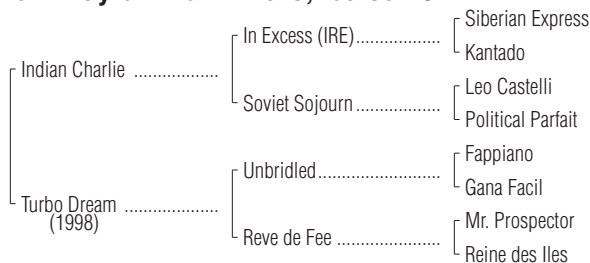 Siberian Express
In Excess (IRE)
Kantado
Indian Charlie
Leo Castelli
Soviet Sojourn
Political Parfait
Fappiano
Unbridled
Gana Facil
Turbo Dream
(1998)
Mr. Prospector
Reve de Fee
Reine des Iles